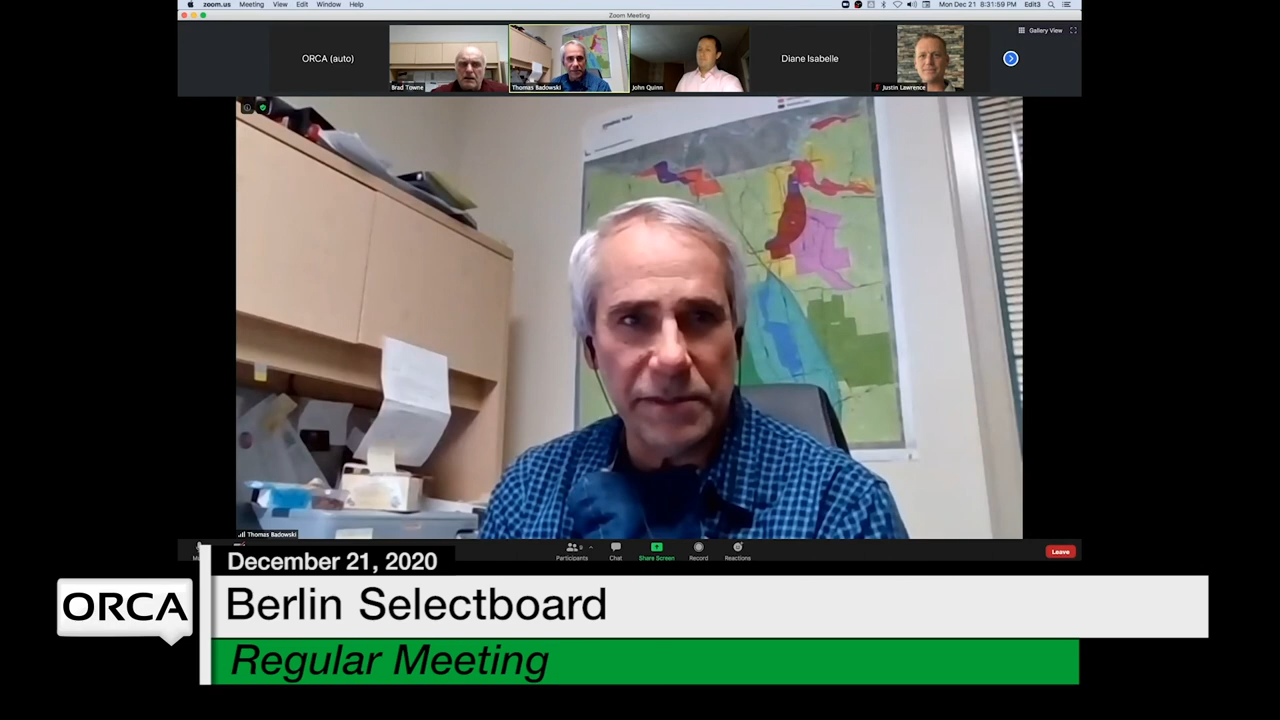 zoom.us Meeting View Edit Window Help
Mon Dec 21 8:31:59 PM Edit3
Zoom Meeting
Gallery View
ORCA (auto)
Diane Isabelle
Brad Towne
Thomas Badowski
John Quinn
Justin Lawrence
Thomas Badowski
Participants
Chat
Share Screen
Record
Reactions
Leave
December 21, 2020
ORCA
Berlin Selectboard
Regular Meeting